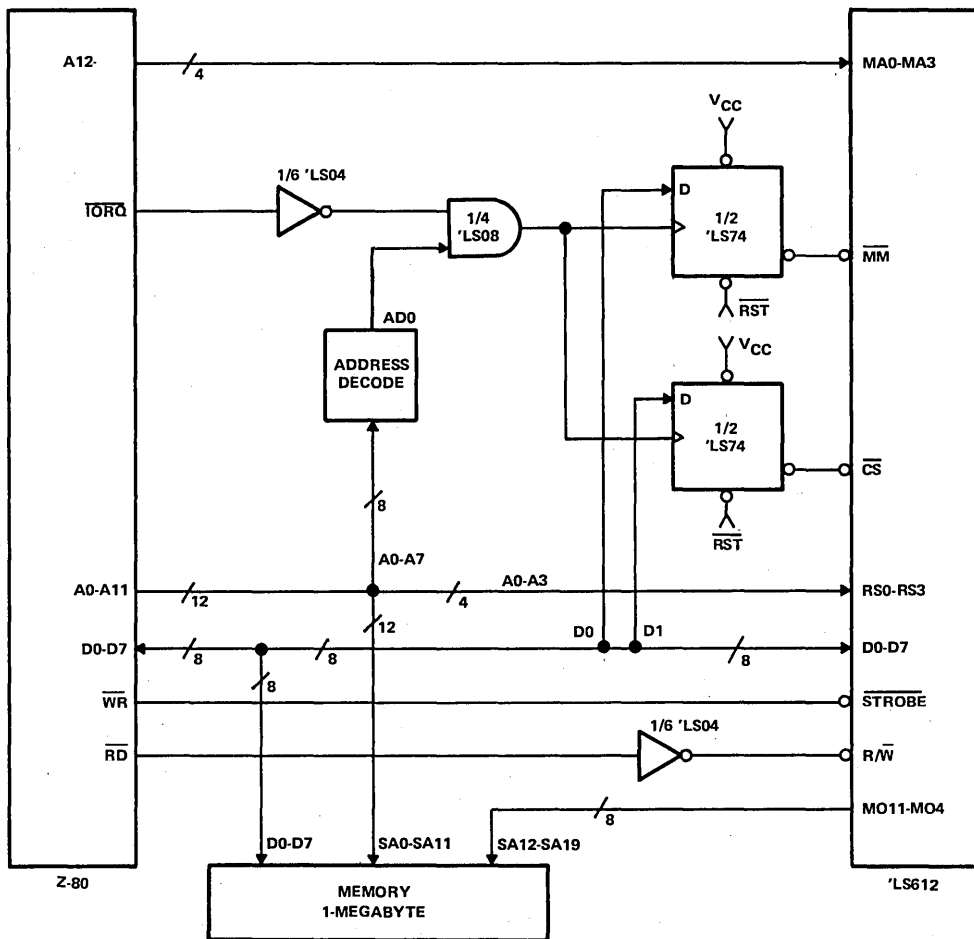 A12-
4
MA0-MA3
VCC
1/6 'LS04
D
1/2
'LS74
IORQ
1/4
'LS08
MM
RST
AD0
VCC
ADDRESS
DECODE
D
1/2
'LS74
CS
8
RST
A0-A7
A0-A11
12
A0-A3
4
RS0-RS3
12
D0
D1
D0-D7
8
8
8
D0-D7
8
WR
STROBE
1/6 'LS04
RD
R/W
8
MO11-MO4
D0-D7
SA0-SA11
SA12-SA19
Z-80
MEMORY
1-MEGABYTE
'LS612